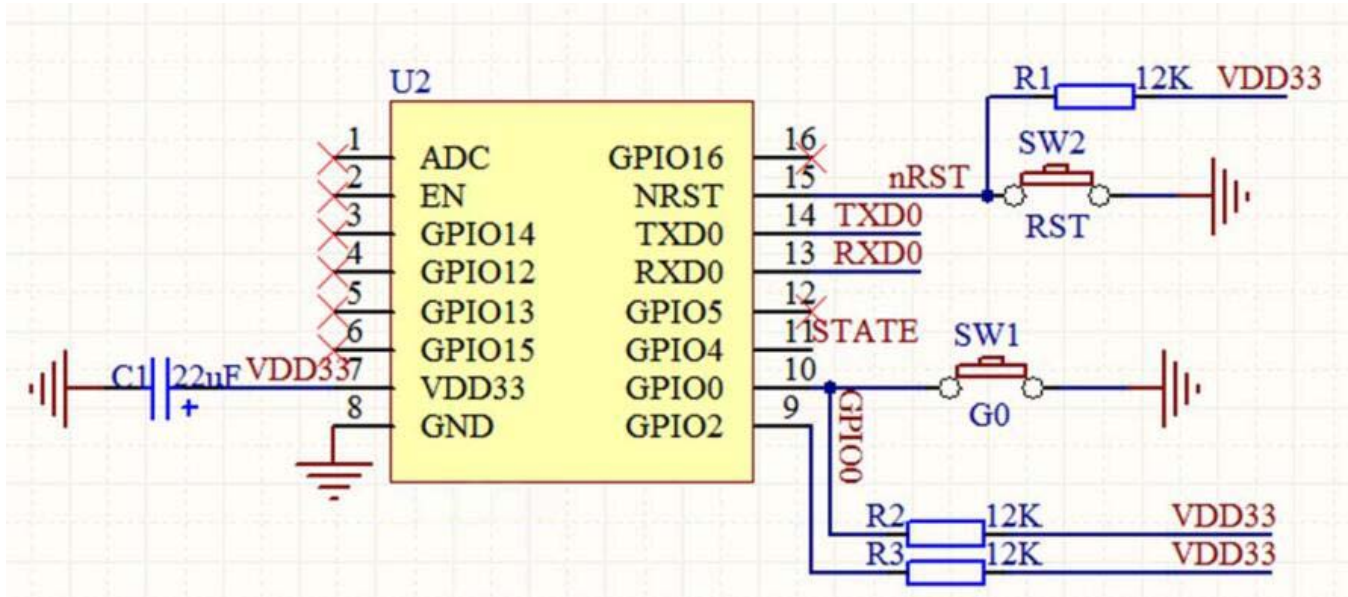 U2
R1 12K VDD33
SW2
1 ADC GPIO16 16
2 EN NRST 15 nRST
RST
3 GPIO14 TXD0 14 TXD0
4 GPIO12 RXD0 13 RXD0
5 GPIO13 GPIO5 12
6 GPIO15 GPIO4 11 STATE
SW1
C1 22uF VDD33 7 VDD33 GPIO0 10
+
G0
8 GND GPIO2 9
GPIO0
R2 12K VDD33
R3 12K VDD33